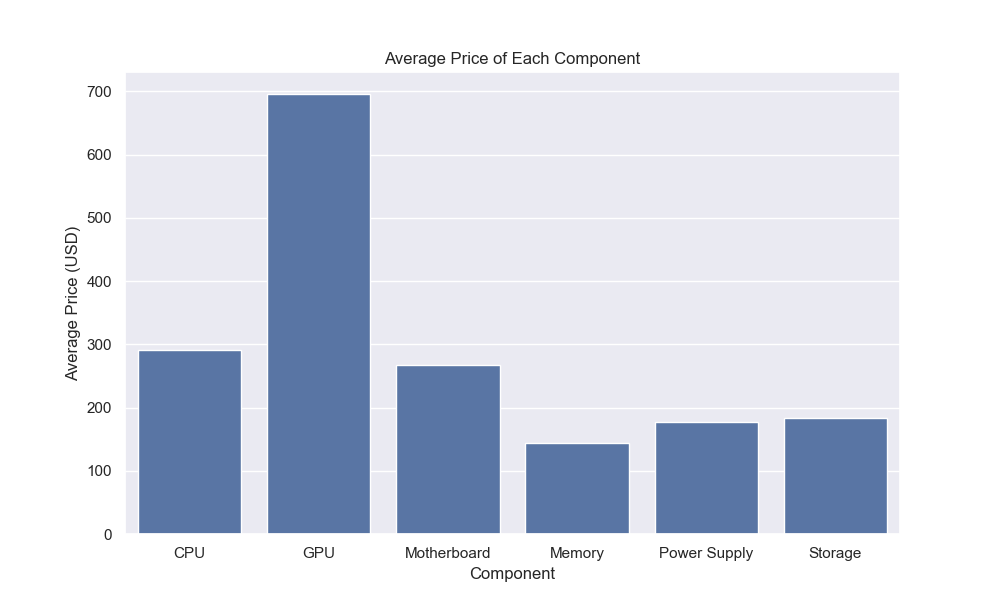 Average Price of Each Component
Average Price (USD)
700
600
500
400
300
200
100
0
CPU GPU Motherboard Memory Power Supply Storage
Component